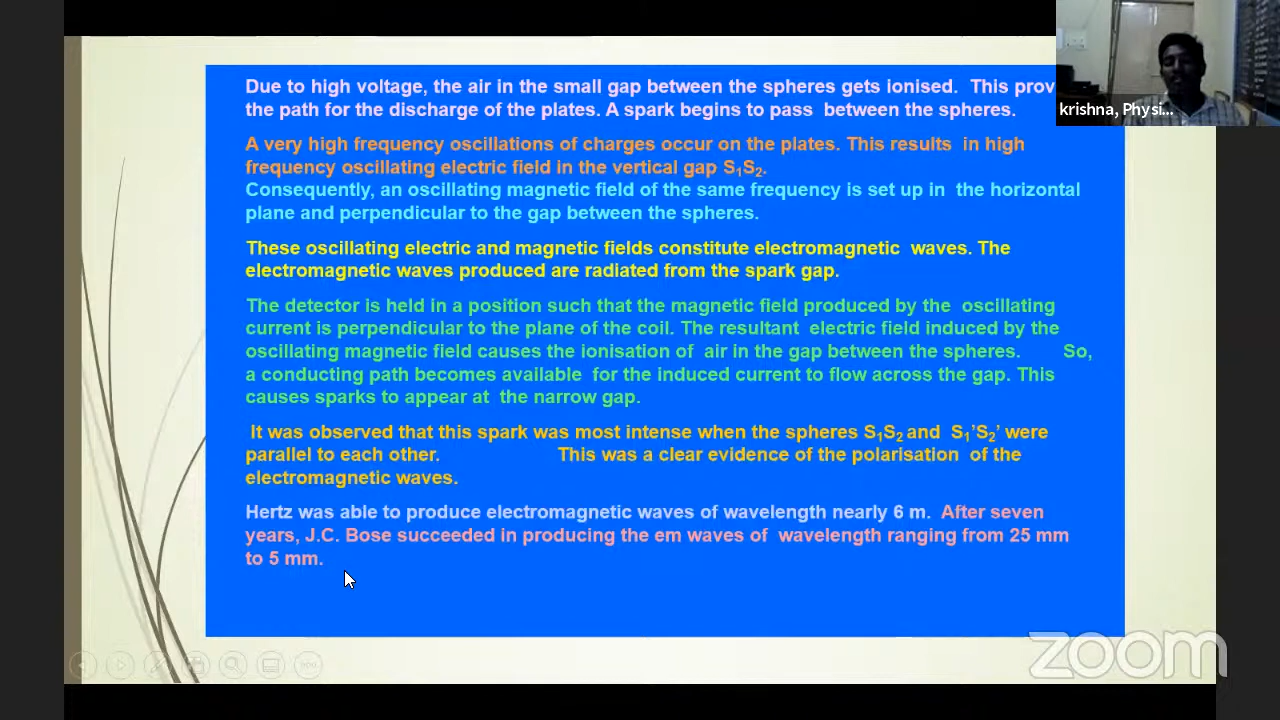 Due to high voltage, the air in the small gap between the spheres gets ionised. This prov
the path for the discharge of the plates. A spark begins to pass between the spheres.
A very high frequency oscillations of charges occur on the plates. This results in high
frequency oscillating electric field in the vertical gap S₁S₂.
Consequently, an oscillating magnetic field of the same frequency is set up in the horizontal
plane and perpendicular to the gap between the spheres.
These oscillating electric and magnetic fields constitute electromagnetic waves. The
electromagnetic waves produced are radiated from the spark gap.
The detector is held in a position such that the magnetic field produced by the oscillating
current is perpendicular to the plane of the coil. The resultant electric field induced by the
oscillating magnetic field causes the ionisation of air in the gap between the spheres. So,
a conducting path becomes available for the induced current to flow across the gap. This
causes sparks to appear at the narrow gap.
It was observed that this spark was most intense when the spheres S₁S₂ and S₁’S₂’ were
parallel to each other. This was a clear evidence of the polarisation of the
electromagnetic waves.
Hertz was able to produce electromagnetic waves of wavelength nearly 6 m. After seven
years, J.C. Bose succeeded in producing the em waves of wavelength ranging from 25 mm
to 5 mm.
krishna, Physi...
zoom